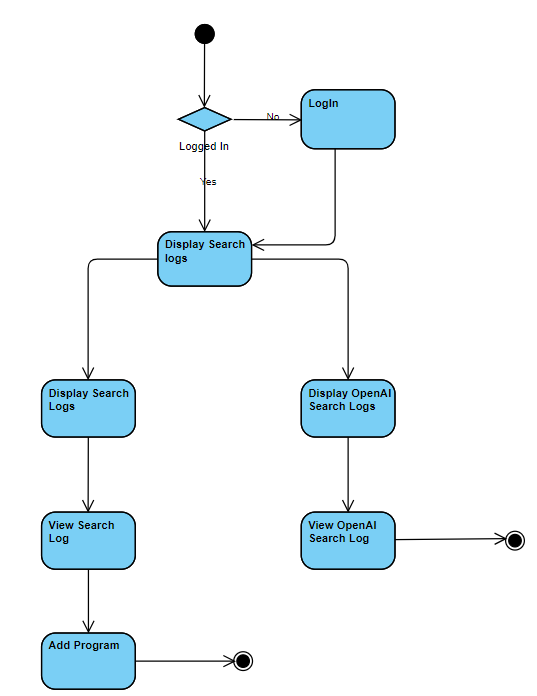 LogIn
No
Logged In
Yes
Display Search
logs
Display Search
Logs
Display OpenAI
Search Logs
View Search
Log
View OpenAI
Search Log
Add Program